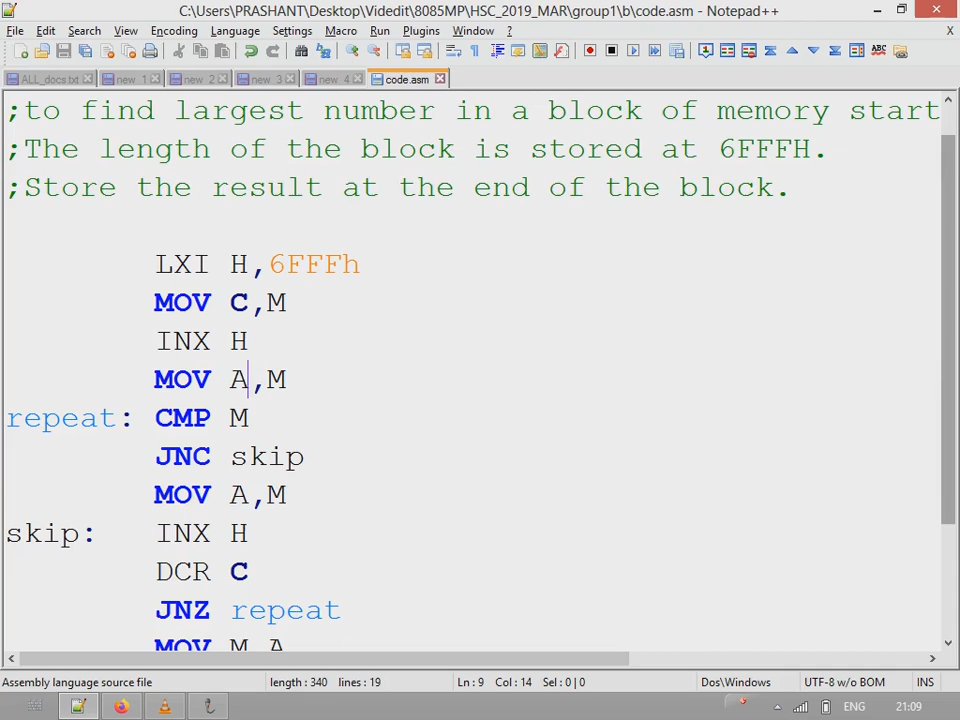 C:\Users\PRASHANT\Desktop\Videdit\8085MP\HSC_2019_MAR\group1\b\code.asm - Notepad++
File Edit Search View Encoding Language Settings Macro Run Plugins Window ? X
ALL_docs.txt new 1 new 2 new 3 new 4 code.asm
;to find largest number in a block of memory start
;The length of the block is stored at 6FFFH.
;Store the result at the end of the block.
LXI H,6FFFh
MOV C,M
INX H
MOV A,M
repeat: CMP M
JNC skip
MOV A,M
skip: INX H
DCR C
JNZ repeat
MOV M,A
Assembly language source file length : 340 lines : 19 Ln : 9 Col : 14 Sel : 0 | 0 Dos\Windows UTF-8 w/o BOM INS
ENG 21:09